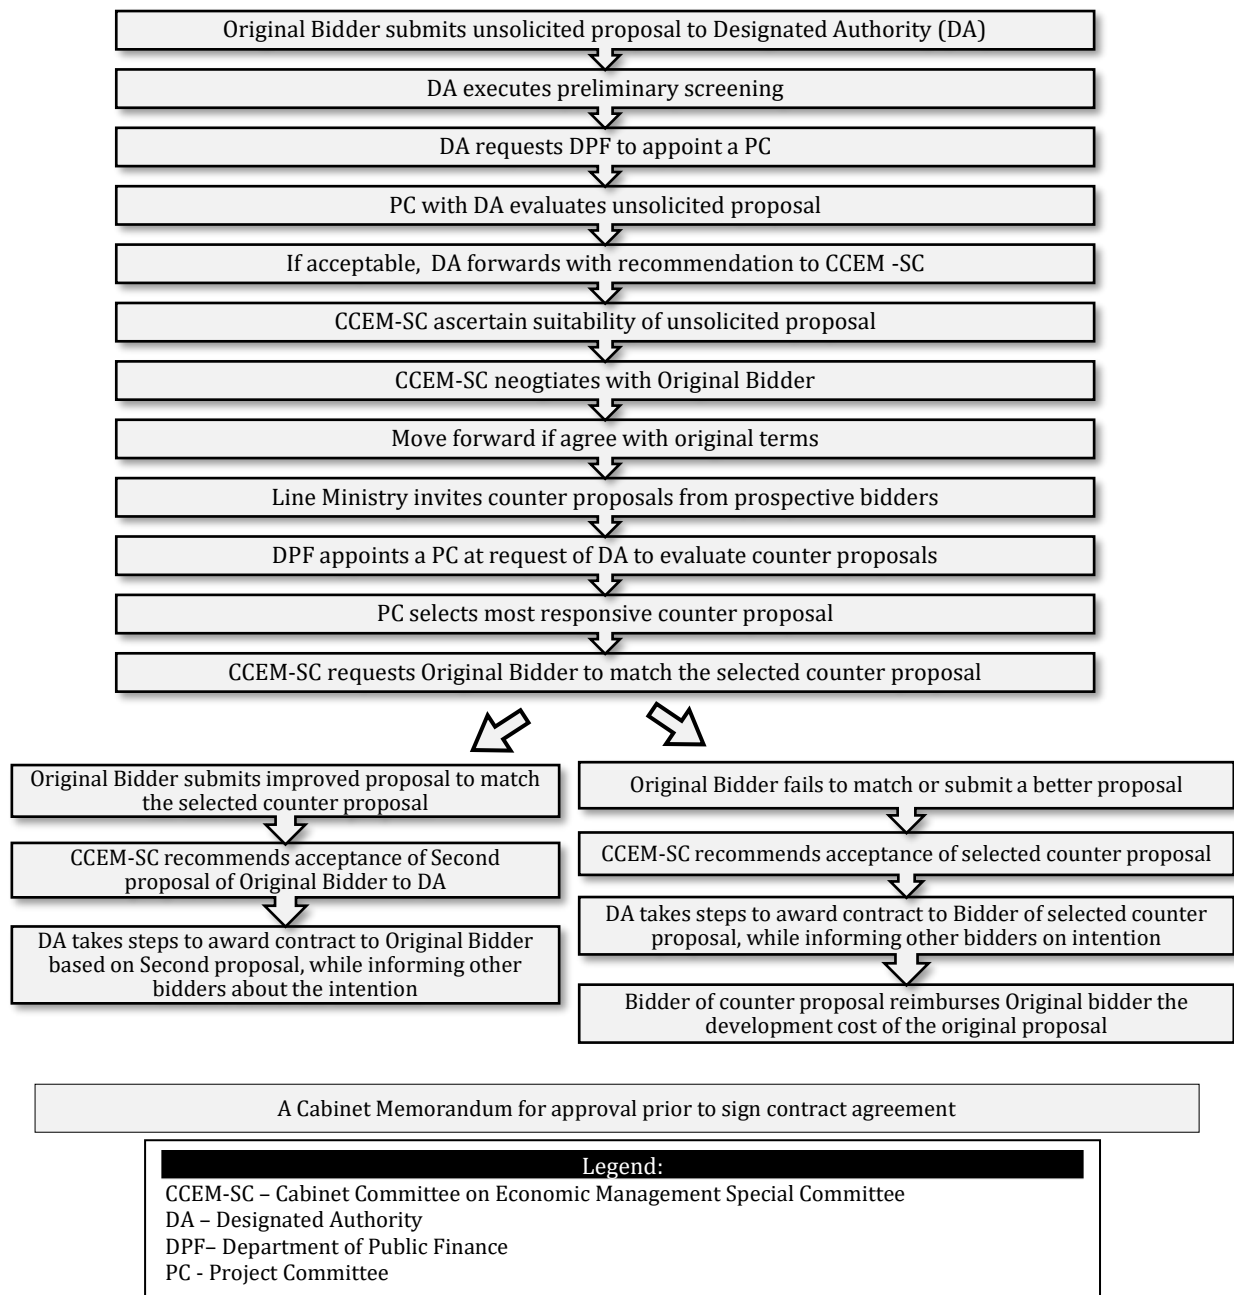 Original Bidder submits unsolicited proposal to Designated Authority (DA)
DA executes preliminary screening
DA requests DPF to appoint a PC
PC with DA evaluates unsolicited proposal
If acceptable, DA forwards with recommendation to CCEM -SC
CCEM-SC ascertain suitability of unsolicited proposal
CCEM-SC neogtiates with Original Bidder
Move forward if agree with original terms
Line Ministry invites counter proposals from prospective bidders
DPF appoints a PC at request of DA to evaluate counter proposals
PC selects most responsive counter proposal
CCEM-SC requests Original Bidder to match the selected counter proposal
Original Bidder submits improved proposal to match
the selected counter proposal
CCEM-SC recommends acceptance of Second
proposal of Original Bidder to DA
DA takes steps to award contract to Original Bidder
based on Second proposal, while informing other
bidders about the intention
Original Bidder fails to match or submit a better proposal
CCEM-SC recommends acceptance of selected counter proposal
DA takes steps to award contract to Bidder of selected counter
proposal, while informing other bidders on intention
Bidder of counter proposal reimburses Original bidder the
development cost of the original proposal
A Cabinet Memorandum for approval prior to sign contract agreement
Legend:
CCEM-SC – Cabinet Committee on Economic Management Special Committee
DA – Designated Authority
DPF– Department of Public Finance
PC - Project Committee